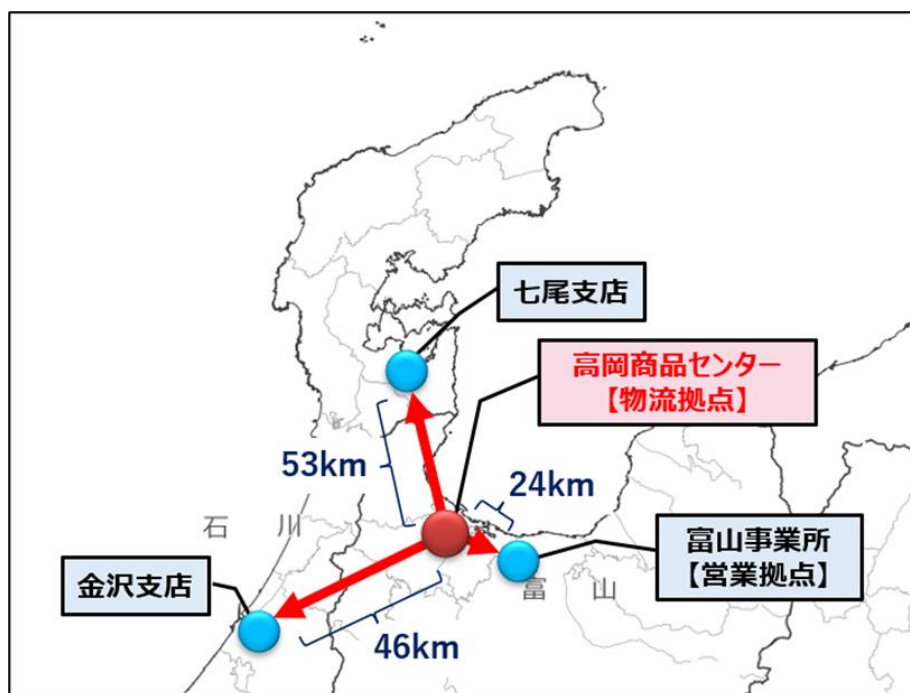 七尾支店
高岡商品センター
【物流拠点】
53km
24km
石川
富山事業所
【営業拠点】
金沢支店
富山
46km